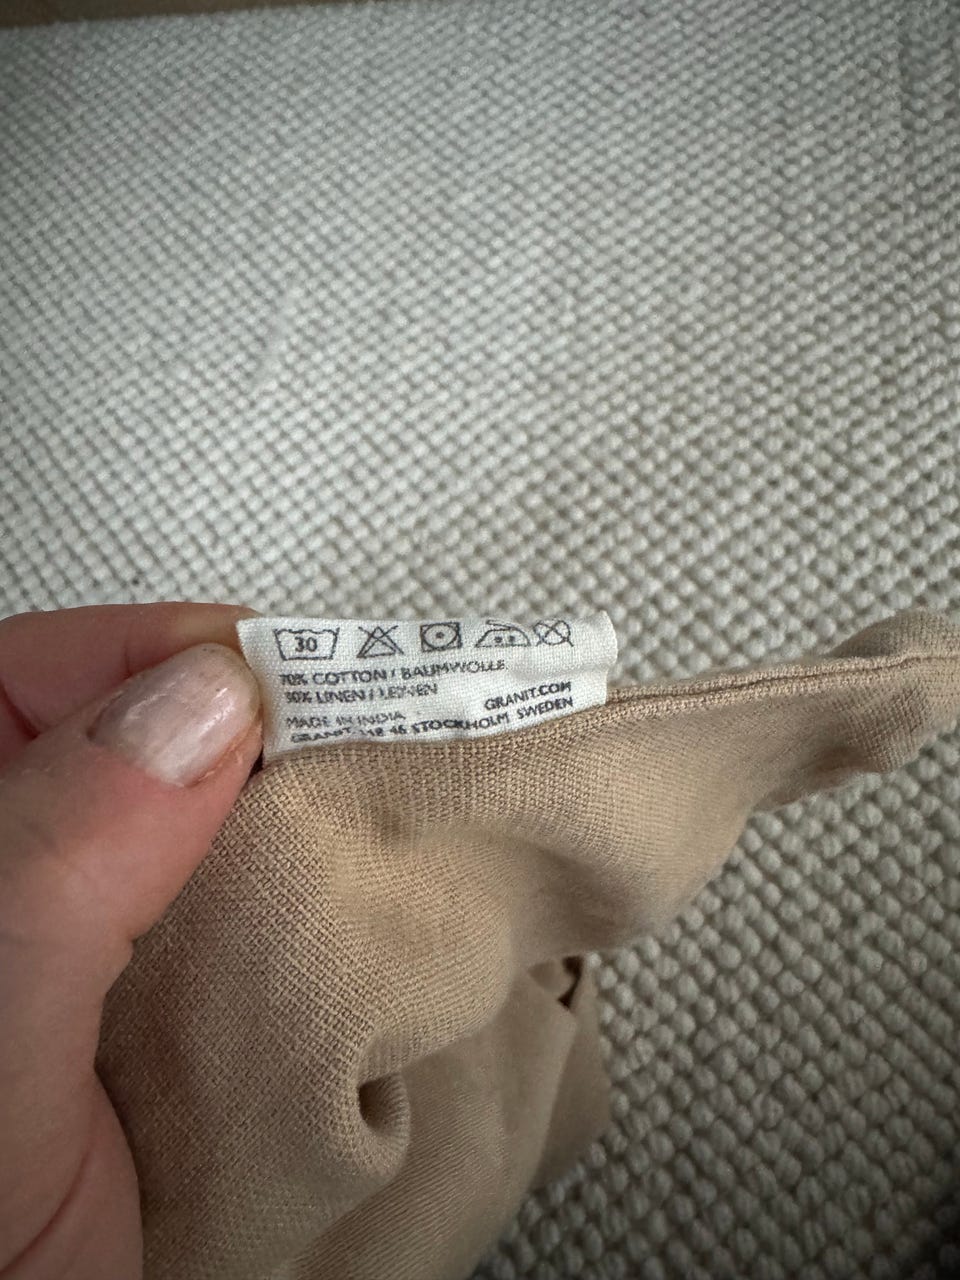 30
70% COTTON / BAUMWOLLE
30% LINEN / LEINEN
MADE IN INDIA
GRANIT.COM
GRANIT 118 46 STOCKHOLM SWEDEN